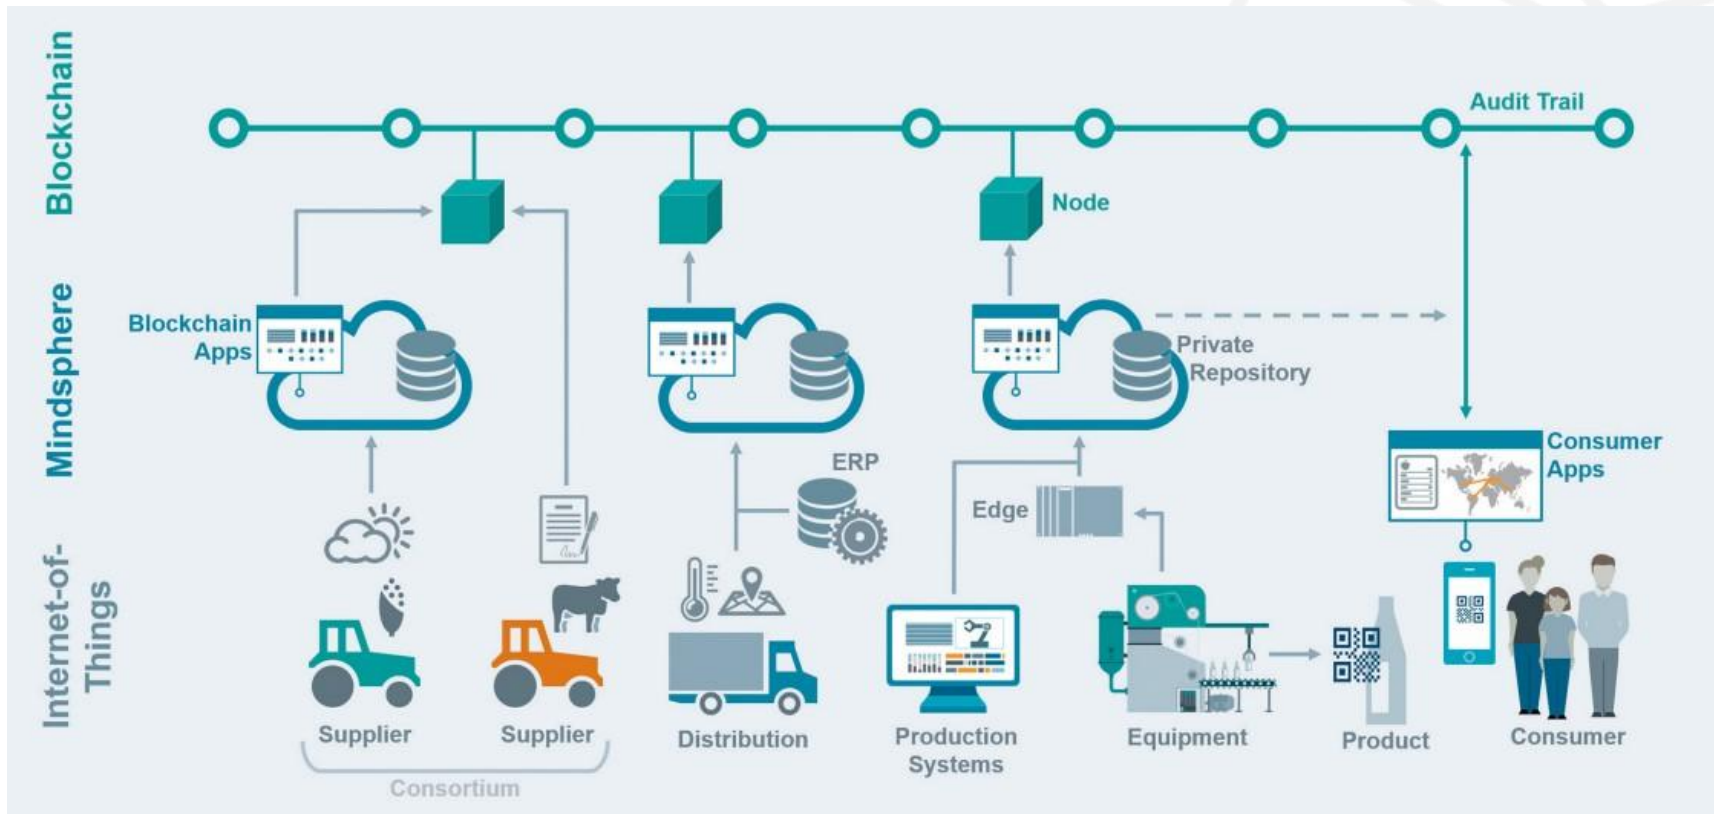 Blockchain
Audit Trail
Node
Mindsphere
Blockchain
Apps
Private
Repository
Consumer
Apps
ERP
Edge
Internet-of-
Things
Supplier
Supplier
Distribution
Production
Systems
Equipment
Product
Consumer
Consortium